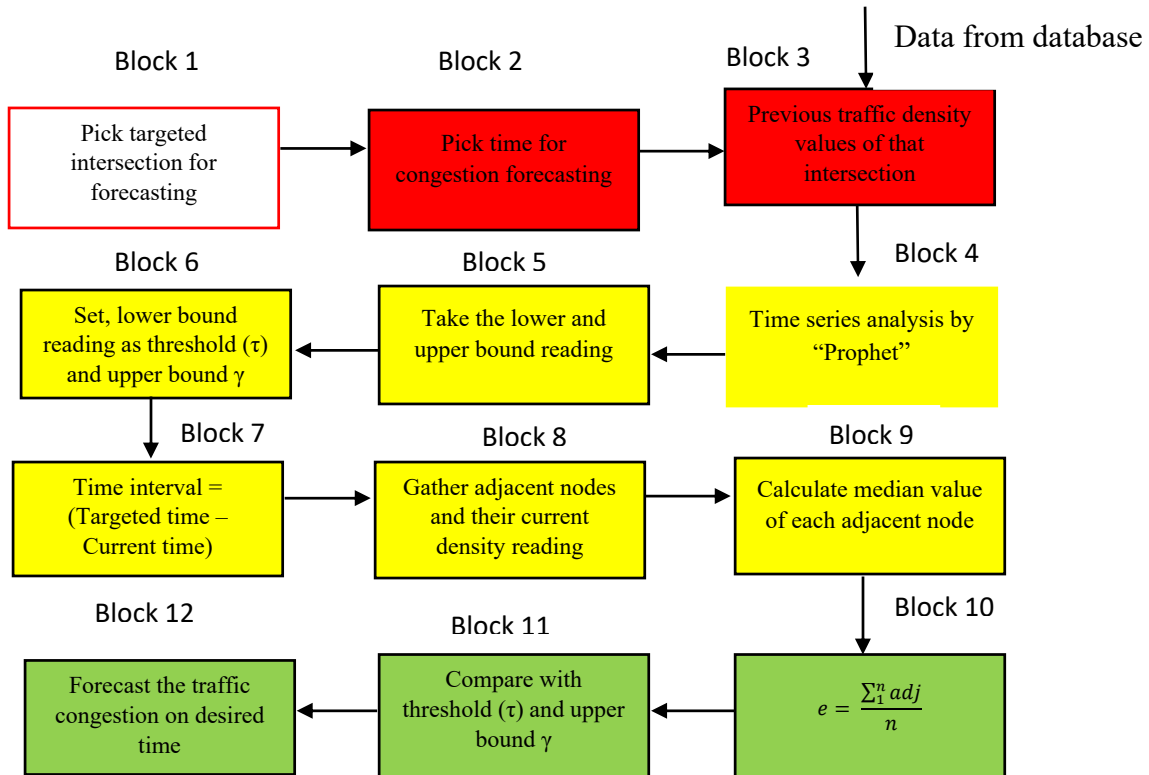 Data from database
Block 1
Block 2
Block 3
Pick targeted
intersection for
forecasting
Pick time for
congestion forecasting
Previous traffic density
values of that
intersection
Block 6
Block 5
Block 4
Set, lower bound
reading as threshold (τ)
and upper bound γ
Take the lower and
upper bound reading
Time series analysis by
“Prophet”
Block 7
Block 8
Block 9
Time interval =
(Targeted time –
Current time)
Gather adjacent nodes
and their current
density reading
Calculate median value
of each adjacent node
Block 12
Block 11
Block 10
Forecast the traffic
congestion on desired
time
Compare with
threshold (τ) and upper
bound γ
e = ∑₁ⁿ adj / n